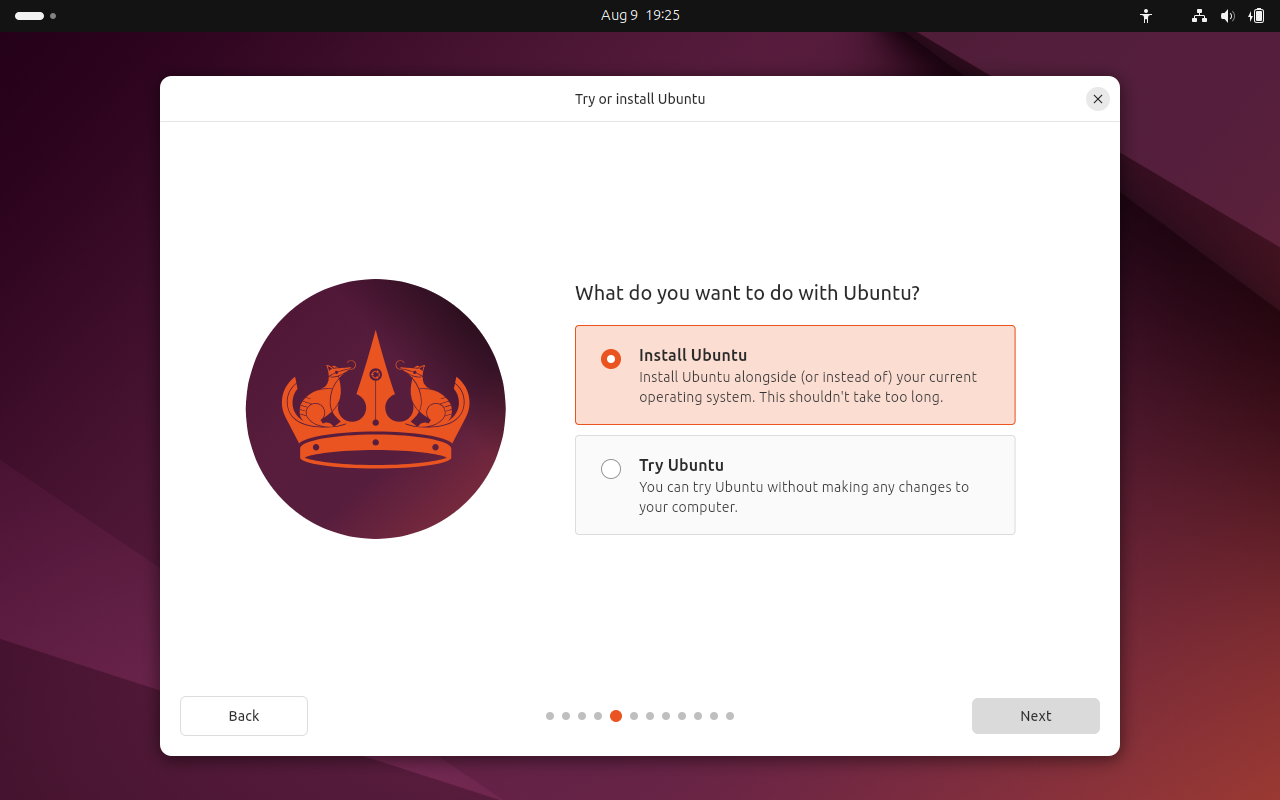 Aug 9 19:25
Try or install Ubuntu
What do you want to do with Ubuntu?
Install Ubuntu
Install Ubuntu alongside (or instead of) your current
operating system. This shouldn't take too long.
Try Ubuntu
You can try Ubuntu without making any changes to
your computer.
Back
Next